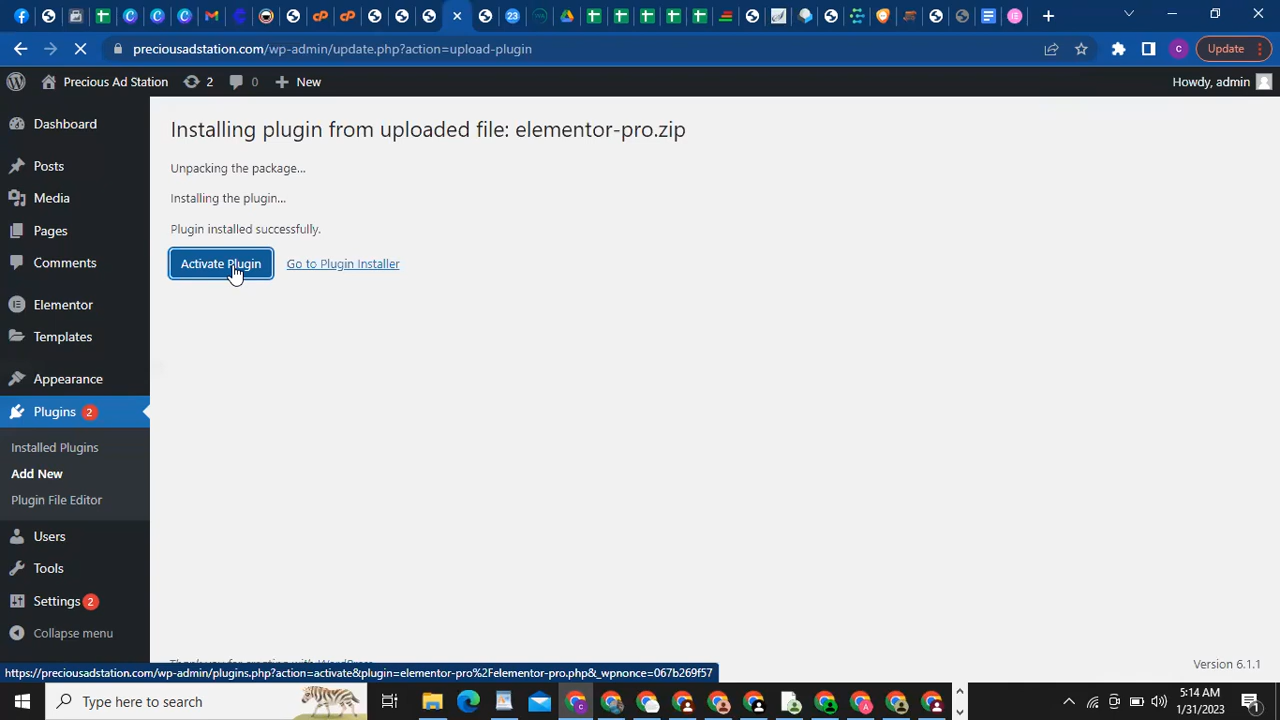 23
preciousadstation.com/wp-admin/update.php?action=upload-plugin
c
Update
Precious Ad Station
2
0
New
Howdy, admin
Dashboard
Posts
Media
Pages
Comments
Elementor
Templates
Appearance
Plugins 2
Installed Plugins
Add New
Plugin File Editor
Users
Tools
Settings 2
Collapse menu
Installing plugin from uploaded file: elementor-pro.zip
Unpacking the package...
Installing the plugin...
Plugin installed successfully.
Activate Plugin
Go to Plugin Installer
Version 6.1.1
https://preciousadstation.com/wp-admin/plugins.php?action=activate&plugin=elementor-pro%2Felementor-pro.php&_wpnonce=067b269f57
Type here to search
5:14 AM
1/31/2023
1